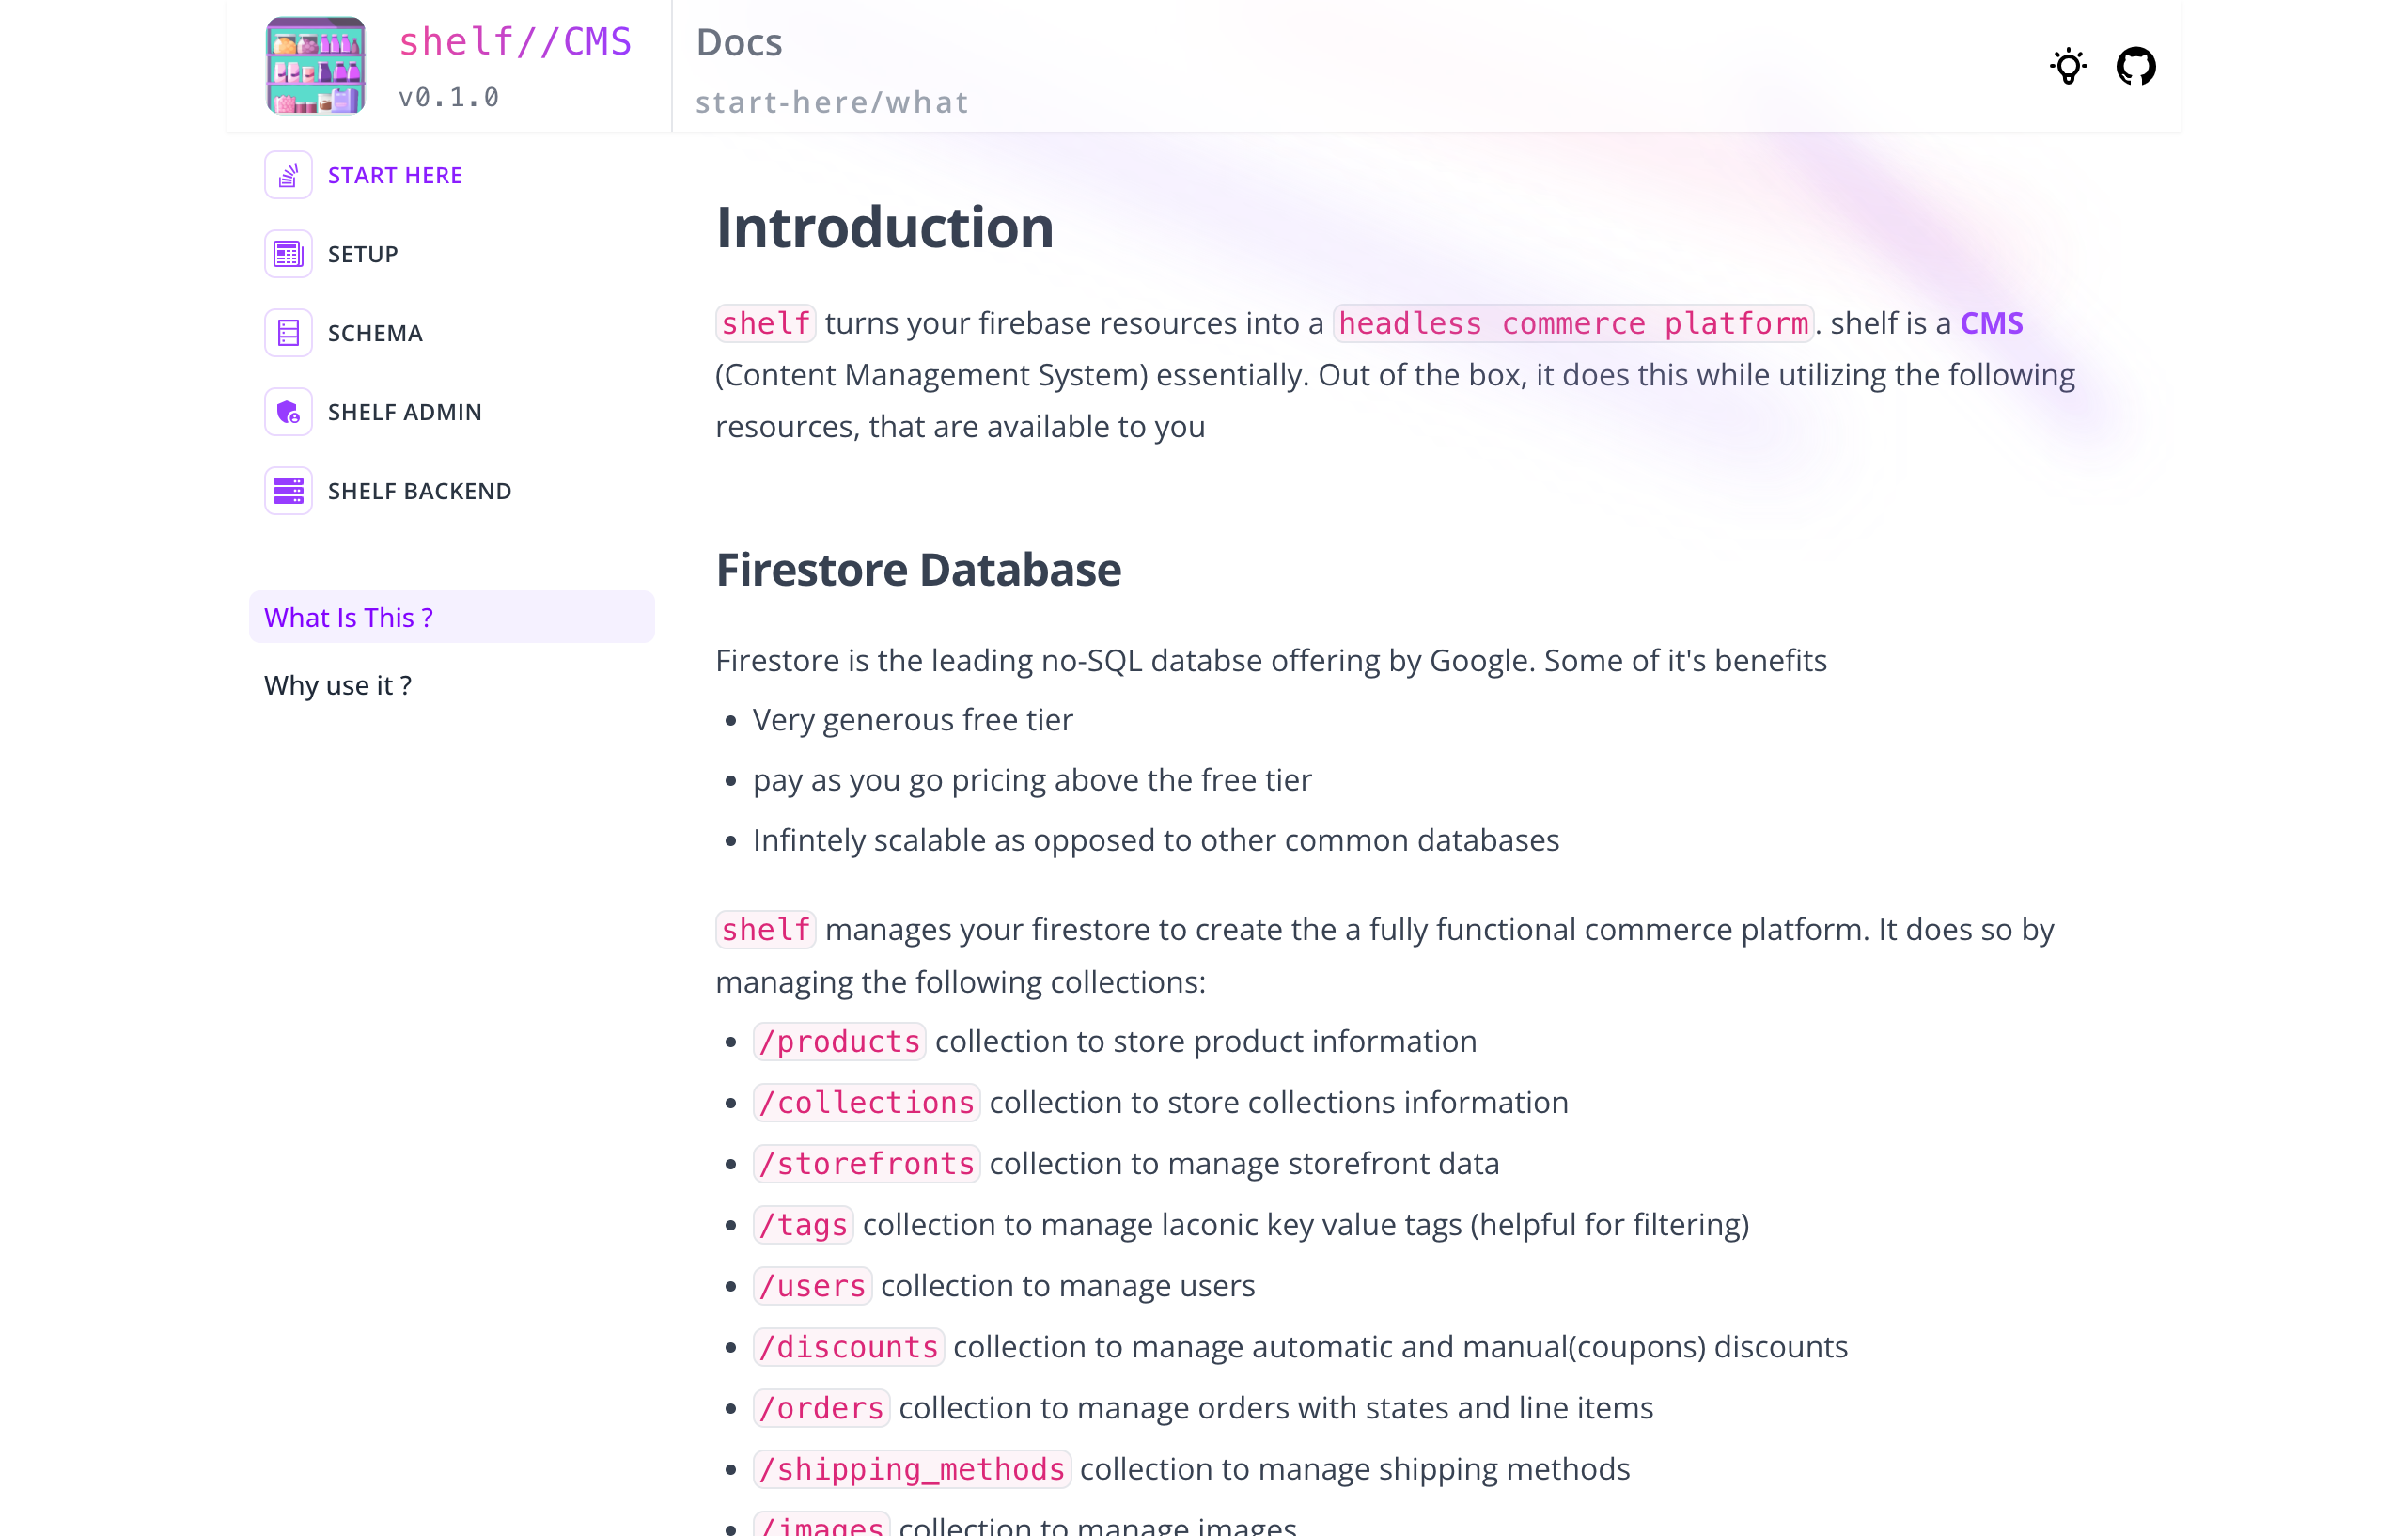 shelf//CMS
v0.1.0
Docs
start-here/what
START HERE
SETUP
SCHEMA
SHELF ADMIN
SHELF BACKEND
What Is This ?
Why use it ?
Introduction
shelf turns your firebase resources into a headless commerce platform. shelf is a CMS
(Content Management System) essentially. Out of the box, it does this while utilizing the following
resources, that are available to you
Firestore Database
Firestore is the leading no-SQL databse offering by Google. Some of it's benefits
• Very generous free tier
• pay as you go pricing above the free tier
• Infintely scalable as opposed to other common databases
shelf manages your firestore to create the a fully functional commerce platform. It does so by
managing the following collections:
• /products collection to store product information
• /collections collection to store collections information
• /storefronts collection to manage storefront data
• /tags collection to manage laconic key value tags (helpful for filtering)
• /users collection to manage users
• /discounts collection to manage automatic and manual(coupons) discounts
• /orders collection to manage orders with states and line items
• /shipping_methods collection to manage shipping methods
• /images collection to manage images